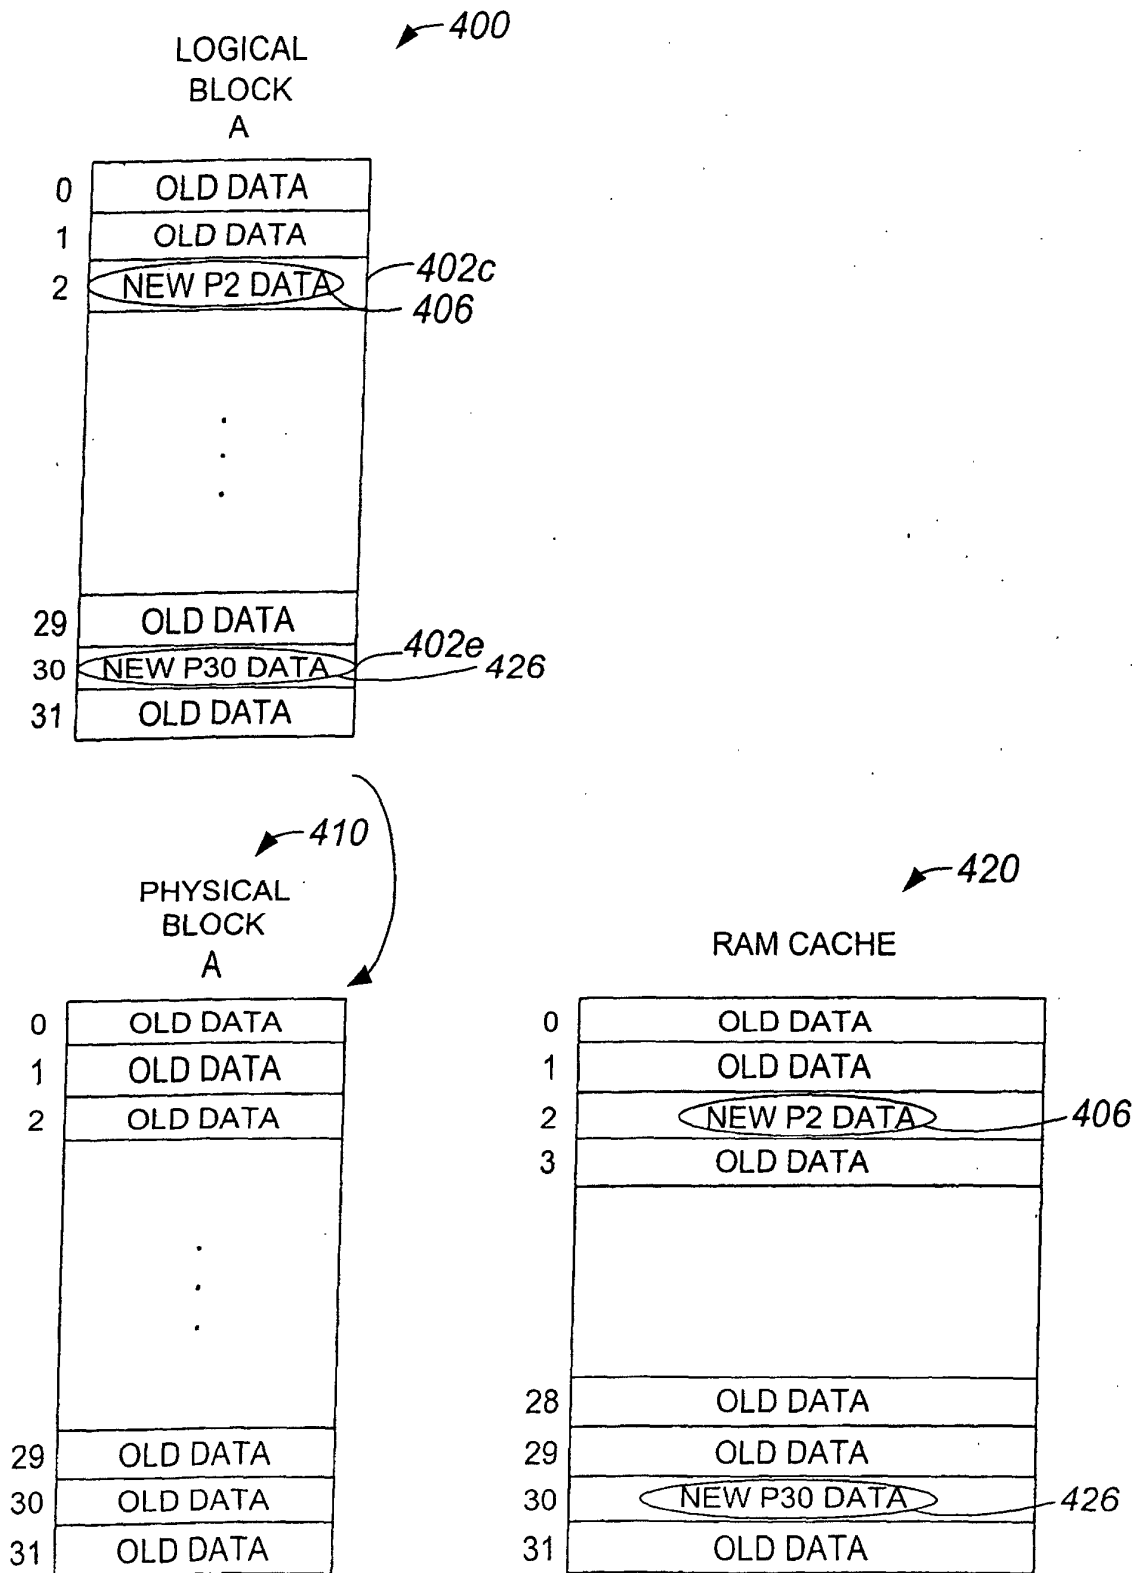 400
LOGICAL
BLOCK
A
0 OLD DATA
1 OLD DATA
2 NEW P2 DATA 402c
406
29 OLD DATA
30 NEW P30 DATA 402e
426
31 OLD DATA
410
PHYSICAL
BLOCK
A
0 OLD DATA
1 OLD DATA
2 OLD DATA
29 OLD DATA
30 OLD DATA
31 OLD DATA
420
RAM CACHE
0 OLD DATA
1 OLD DATA
2 NEW P2 DATA 406
3 OLD DATA
28 OLD DATA
29 OLD DATA
30 NEW P30 DATA 426
31 OLD DATA